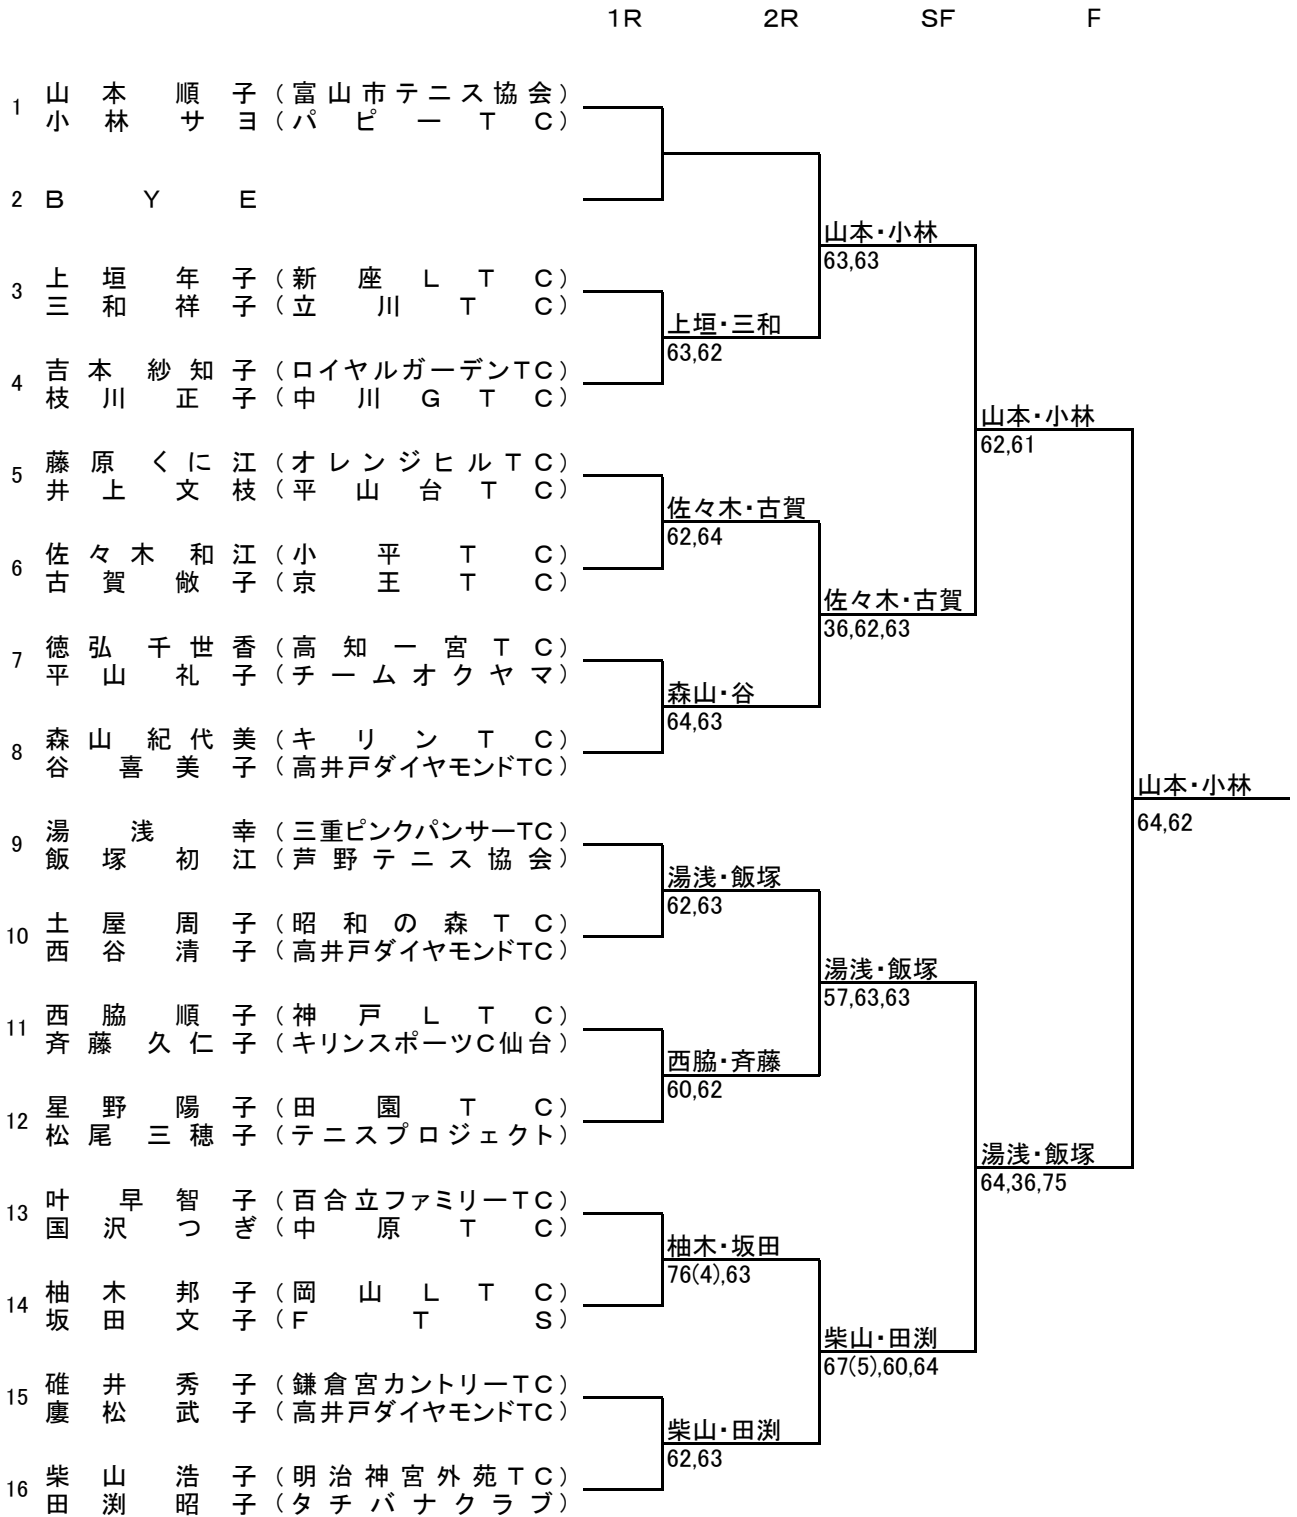 1R 2R SF F
1 山本 順子 (富山市テニス協会)
小林 サヨ (パピーTC)
2 BYE
山本・小林
63,63
3 上垣 年子 (新座LTC)
三和 祥子 (立川TC)
上垣・三和
63,62
4 吉本 紗知子 (ロイヤルガーデンTC)
枝川 正子 (中川GTC)
山本・小林
62,61
5 藤原 くに江 (オレンジヒルTC)
井上 文枝 (平山台TC)
佐々木・古賀
62,64
6 佐々木 和江 (小平TC)
古賀 敞子 (京王TC)
佐々木・古賀
36,62,63
7 徳弘 千世香 (高知一宮TC)
平山 礼子 (チームオクヤマ)
森山・谷
64,63
8 森山 紀代美 (キリンTC)
谷 喜美子 (高井戸ダイヤモンドTC)
山本・小林
64,62
9 湯浅 幸 (三重ピンクパンサーTC)
飯塚 初江 (芦野テニス協会)
湯浅・飯塚
62,63
10 土屋 周子 (昭和の森TC)
西谷 清子 (高井戸ダイヤモンドTC)
湯浅・飯塚
57,63,63
11 西脇 順子 (神戸LTC)
斉藤 久仁子 (キリンスポーツC仙台)
西脇・斉藤
60,62
12 星野 陽子 (田園TC)
松尾 三穂子 (テニスプロジェクト)
湯浅・飯塚
64,36,75
13 叶 早智子 (百合立ファミリーTC)
国沢 つぎ (中原TC)
柚木・坂田
76(4),63
14 柚木 邦子 (岡山LTC)
坂田 文子 (FTS)
柴山・田渕
67(5),60,64
15 碓井 秀子 (鎌倉宮カントリーTC)
廣松 武子 (高井戸ダイヤモンドTC)
柴山・田渕
62,63
16 柴山 浩子 (明治神宮外苑TC)
田渕 昭子 (タチバナクラブ)